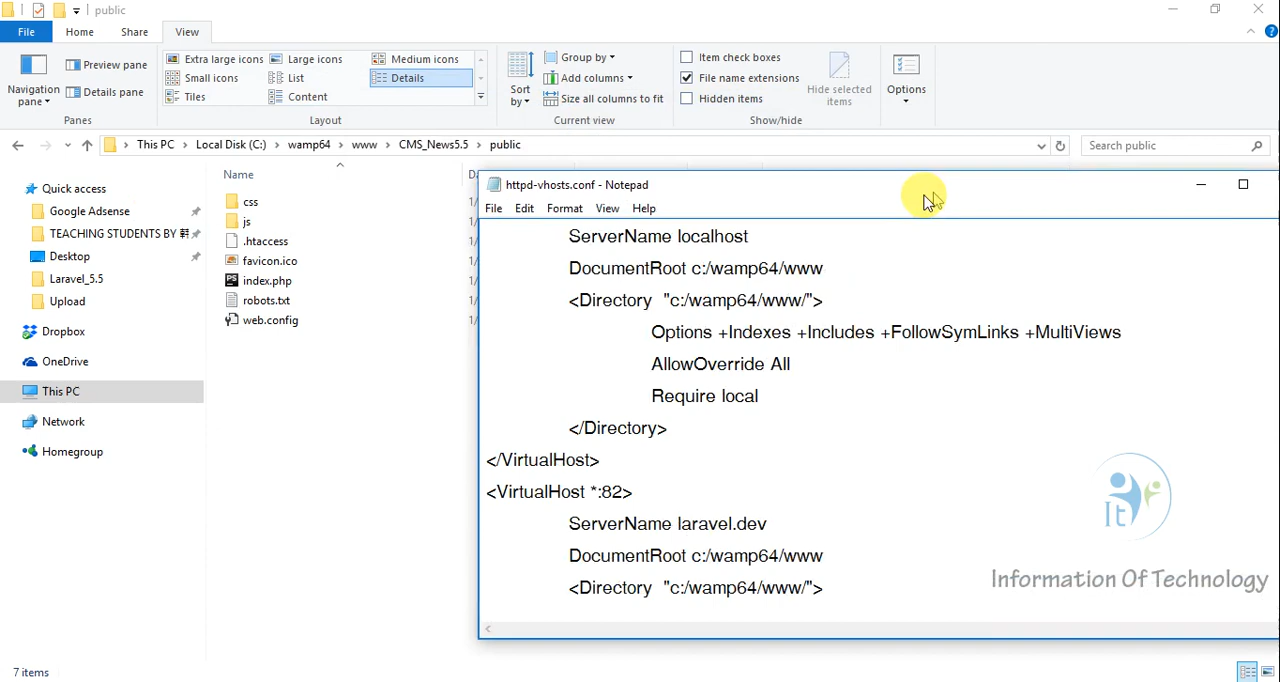 public
File Home Share View
Extra large icons Large icons Medium icons
Small icons List Details
Tiles Content
Navigation pane
Preview pane
Details pane
Panes
Layout
Sort by
Group by
Add columns
Size all columns to fit
Current view
Item check boxes
File name extensions
Hidden items
Hide selected items
Show/hide
Options
This PC Local Disk (C:) wamp64 www CMS_News5.5 public
Search public
Quick access
Google Adsense
TEACHING STUDENTS BY
Desktop
Laravel_5.5
Upload
Dropbox
OneDrive
This PC
Network
Homegroup
Name
css
js
.htaccess
favicon.ico
index.php
robots.txt
web.config
httpd-vhosts.conf - Notepad
File Edit Format View Help
ServerName localhost
DocumentRoot c:/wamp64/www
<Directory "c:/wamp64/www/">
Options +Indexes +Includes +FollowSymLinks +MultiViews
AllowOverride All
Require local
</Directory>
</VirtualHost>
<VirtualHost *:82>
ServerName laravel.dev
DocumentRoot c:/wamp64/www
<Directory "c:/wamp64/www/">
It
Information Of Technology
7 items